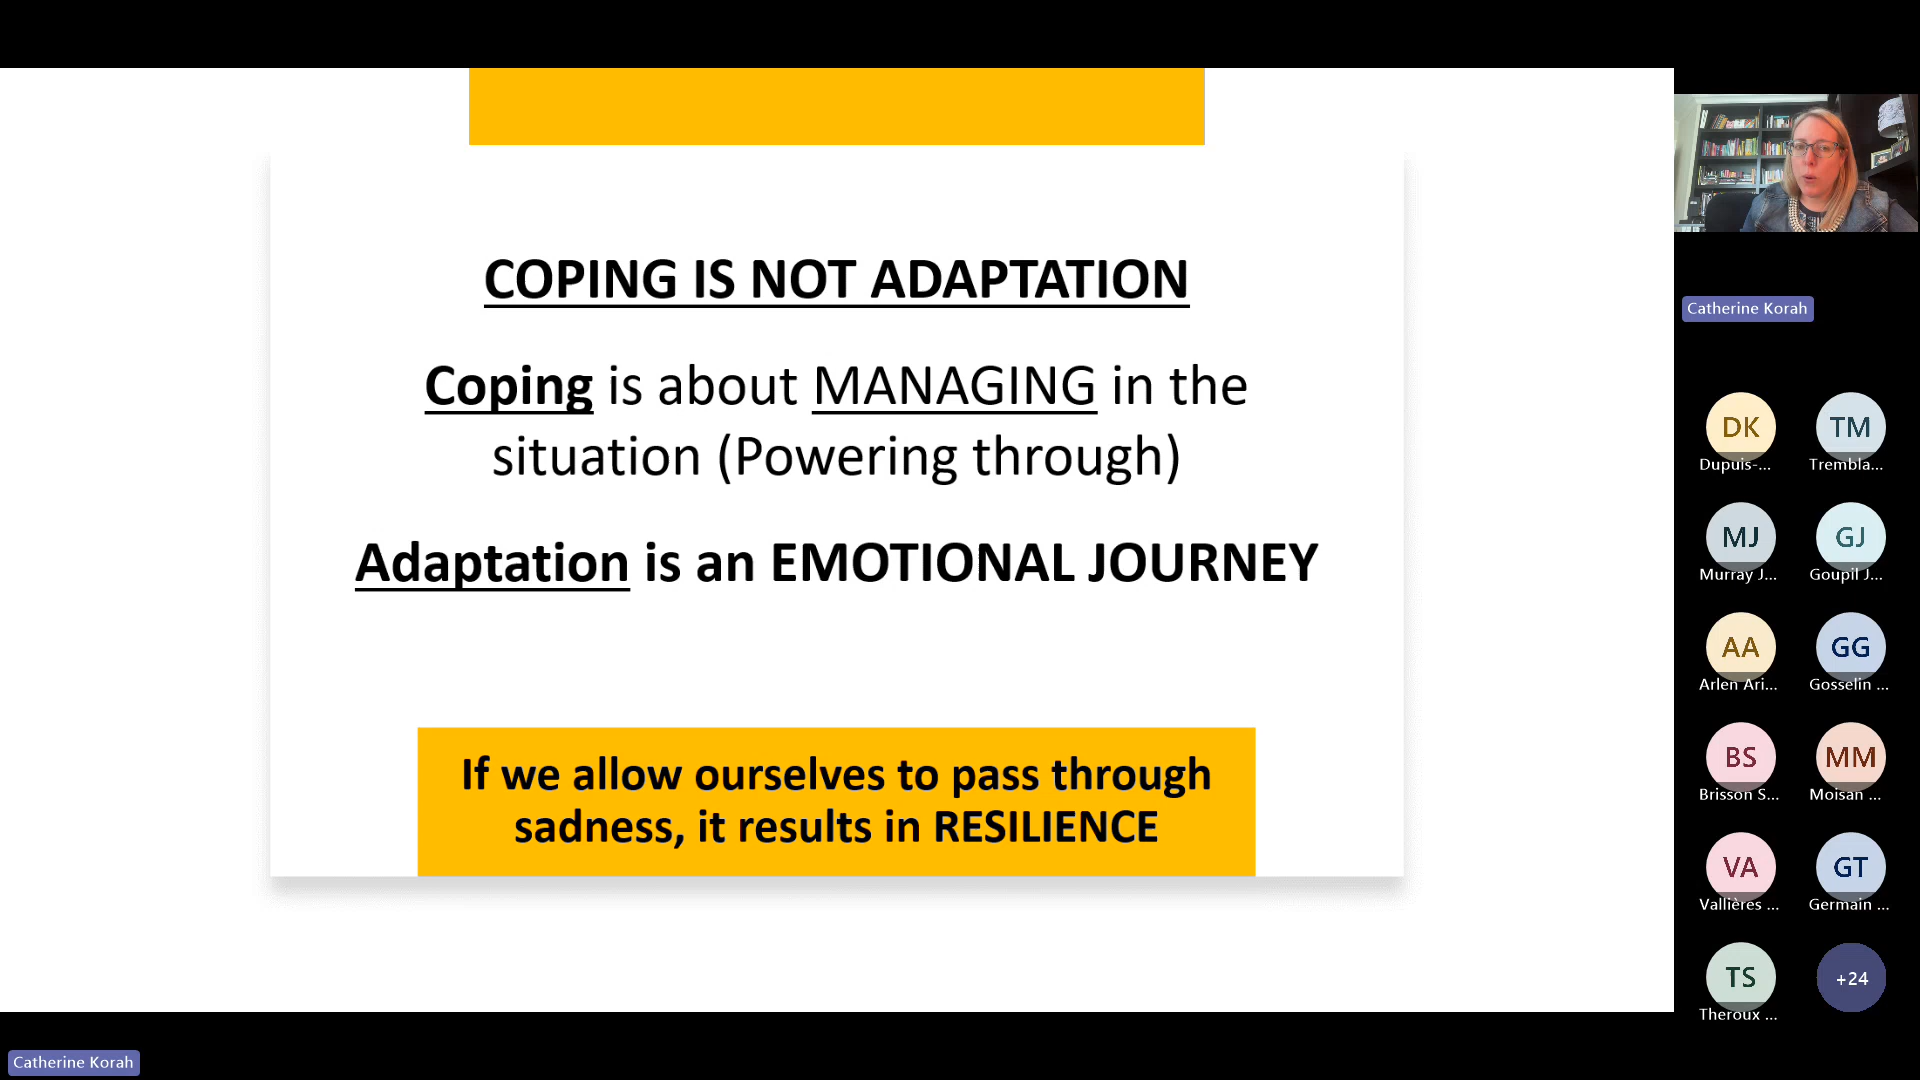 COPING IS NOT ADAPTATION
Coping is about MANAGING in the
situation (Powering through)
Adaptation is an EMOTIONAL JOURNEY
If we allow ourselves to pass through
sadness, it results in RESILIENCE
Catherine Korah
DK
Dupuis-...
TM
Trembla...
MJ
Murray J...
GJ
Goupil J...
AA
Arlen Ari...
GG
Gosselin ...
BS
Brisson S...
MM
Moisan ...
VA
Vallières ...
GT
Germain ...
TS
Theroux ...
+24
Catherine Korah